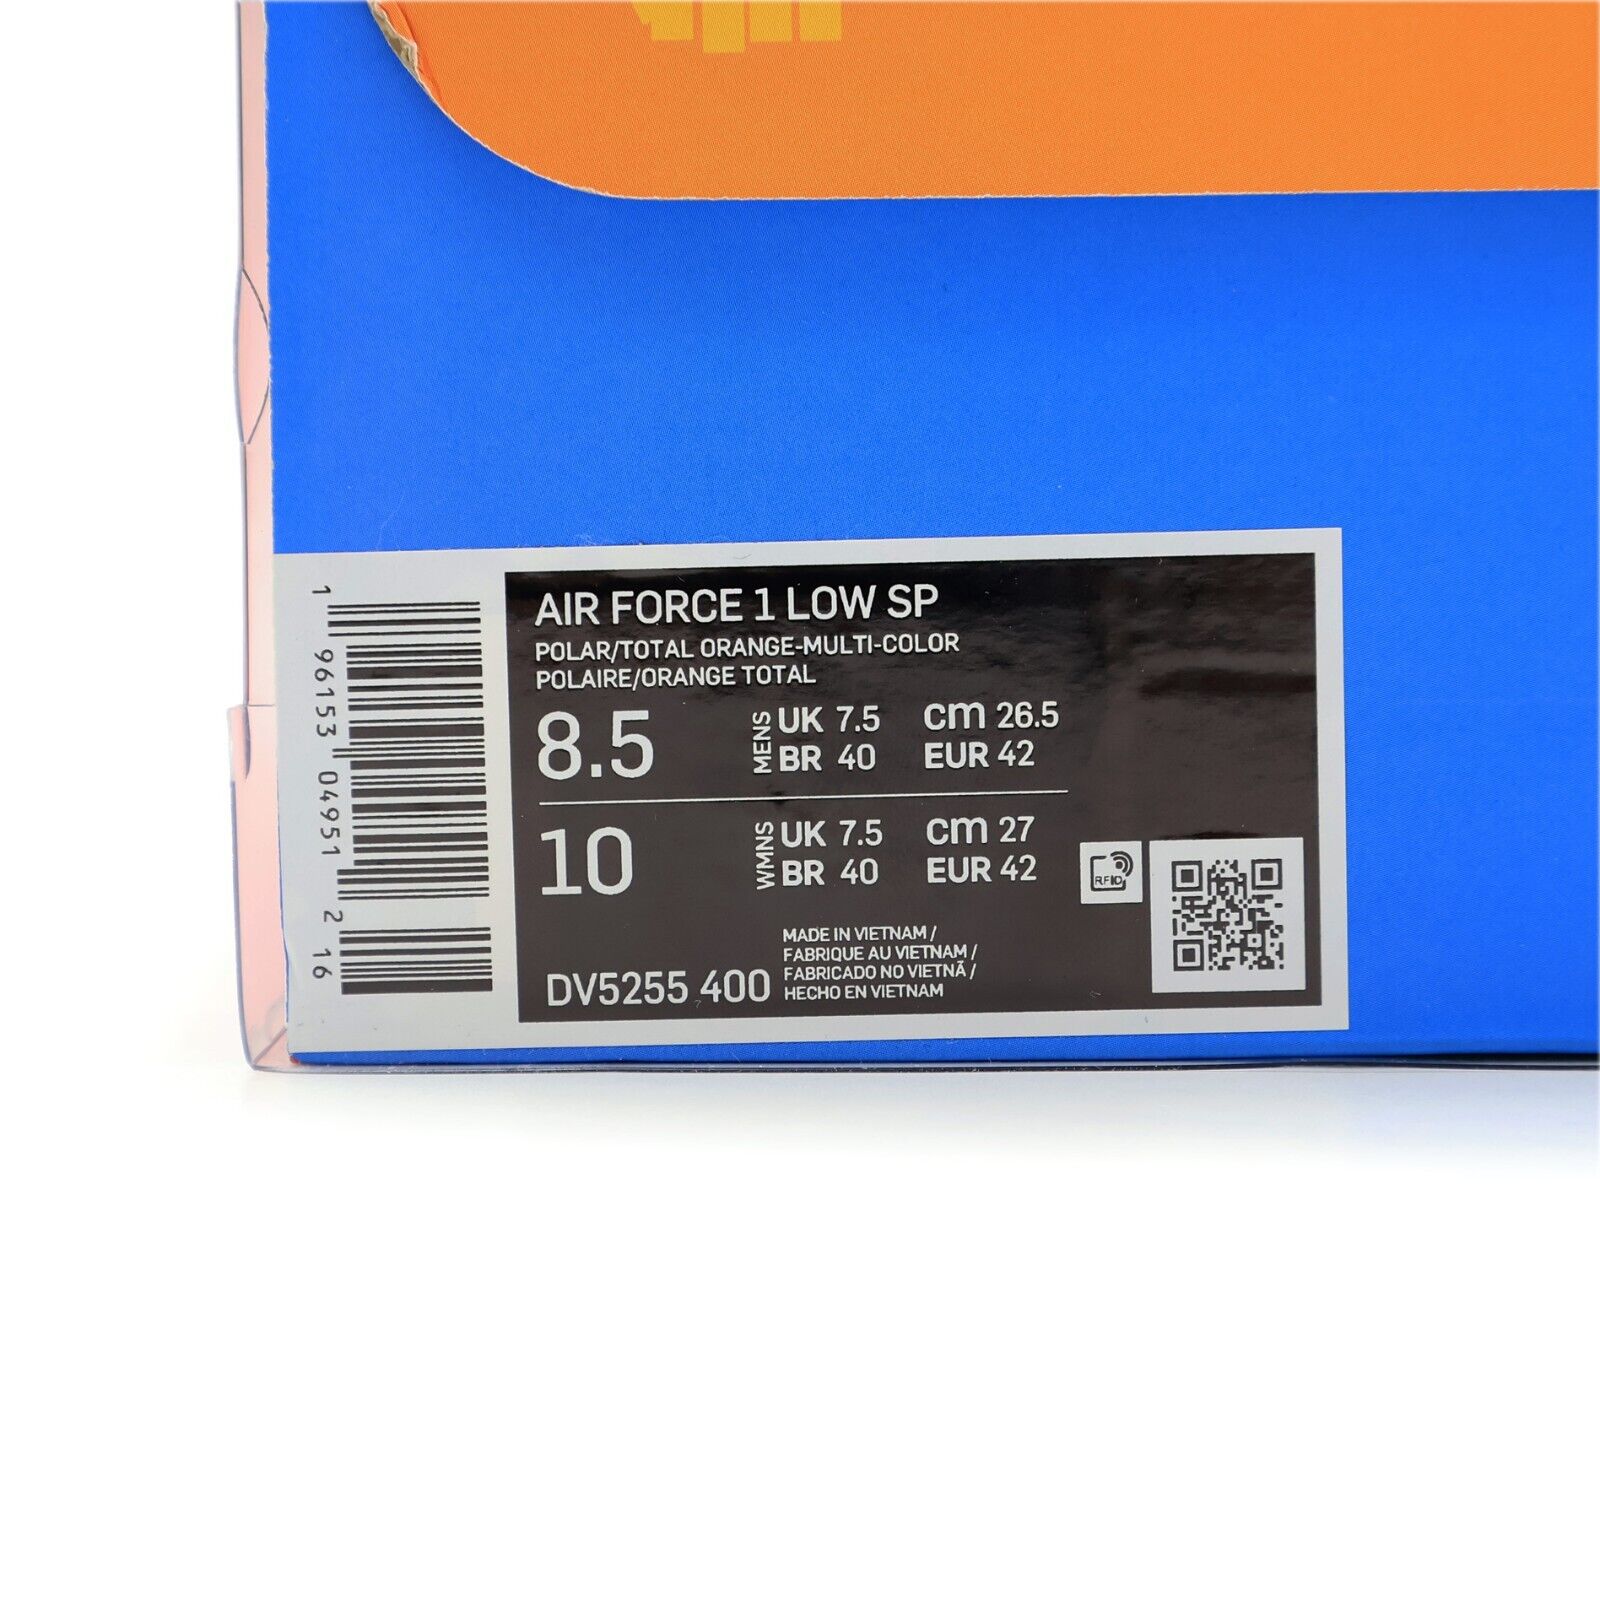 AIR FORCE 1 LOW SP
POLAR/TOTAL ORANGE-MULTI-COLOR
POLAIRE/ORANGE TOTAL
8.5
MENS
UK 7.5 cm 26.5
BR 40 EUR 42
10
WMNS
UK 7.5 cm 27
BR 40 EUR 42
RFID
MADE IN VIETNAM /
FABRIQUE AU VIETNAM /
FABRICADO NO VIETNÃ /
HECHO EN VIETNAM
DV5255 400
1 96153 04951 2 16